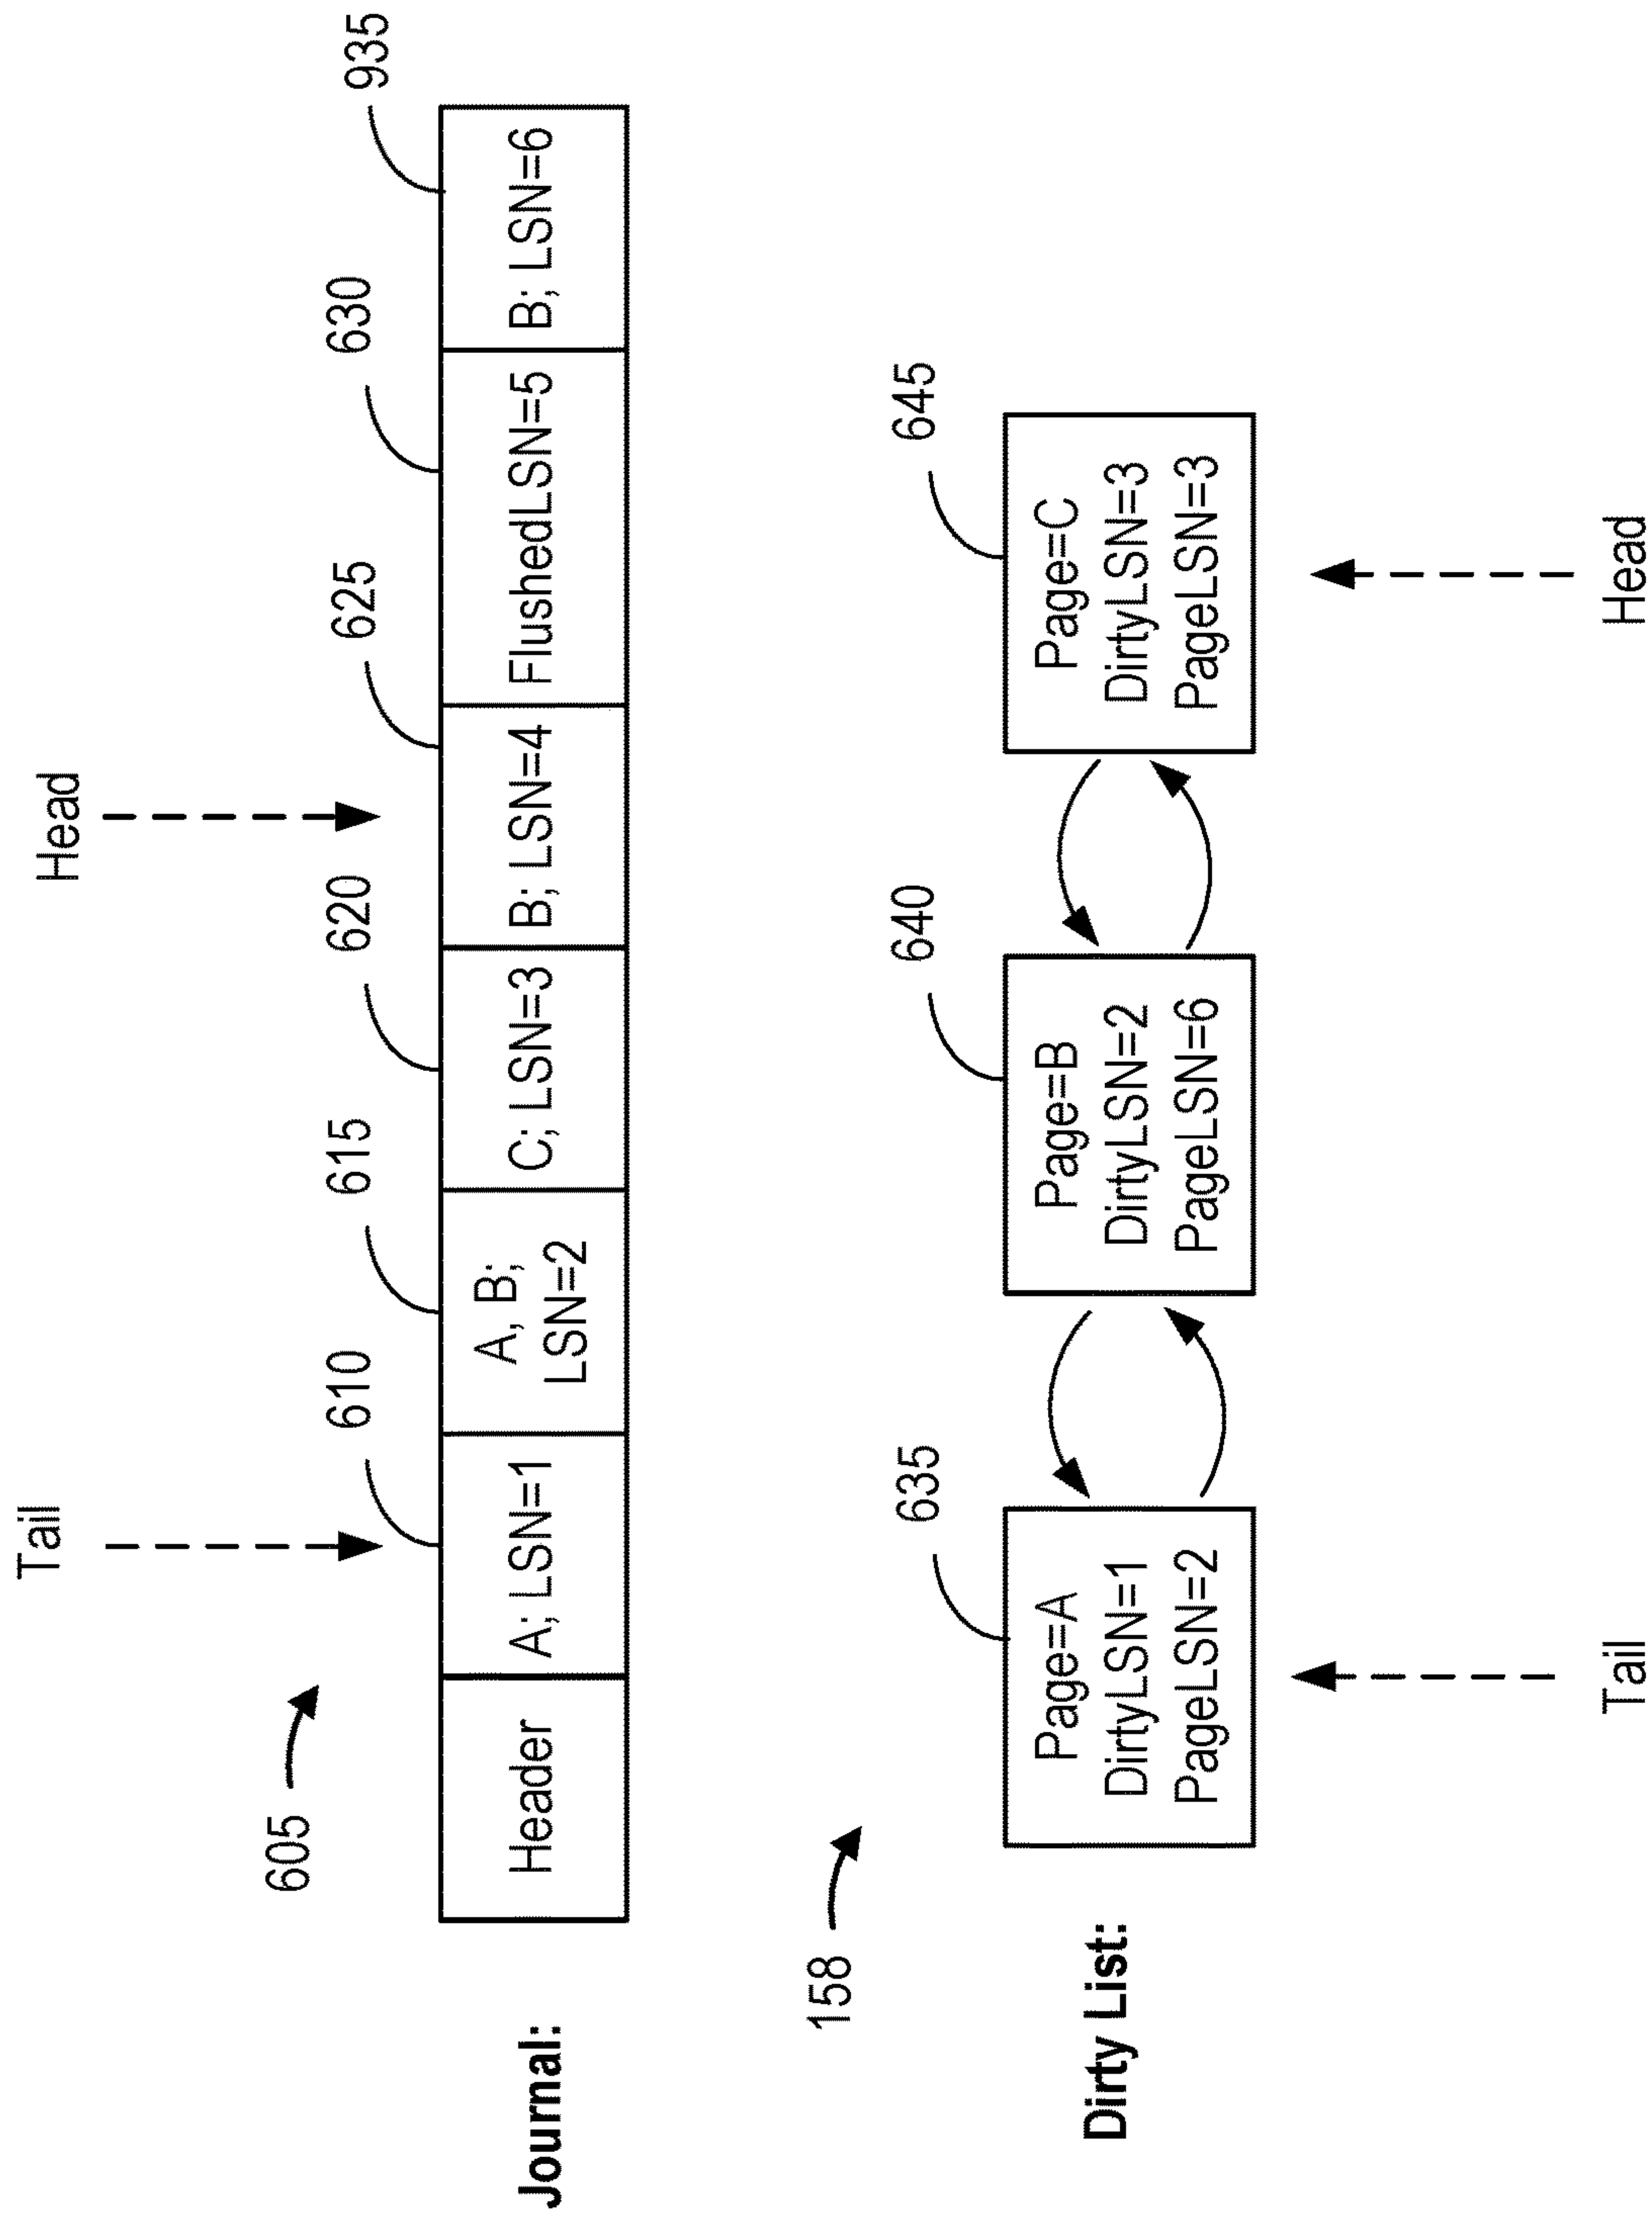 Tail
Head
605
610
615
620
625
630
935
Journal:
Header
A; LSN=1
A, B;
LSN=2
C; LSN=3
B; LSN=4
FlushedLSN=5
B; LSN=6
158
635
640
645
Dirty List:
Page=A
DirtyLSN=1
PageLSN=2
Page=B
DirtyLSN=2
PageLSN=6
Page=C
DirtyLSN=3
PageLSN=3
Tail
Head